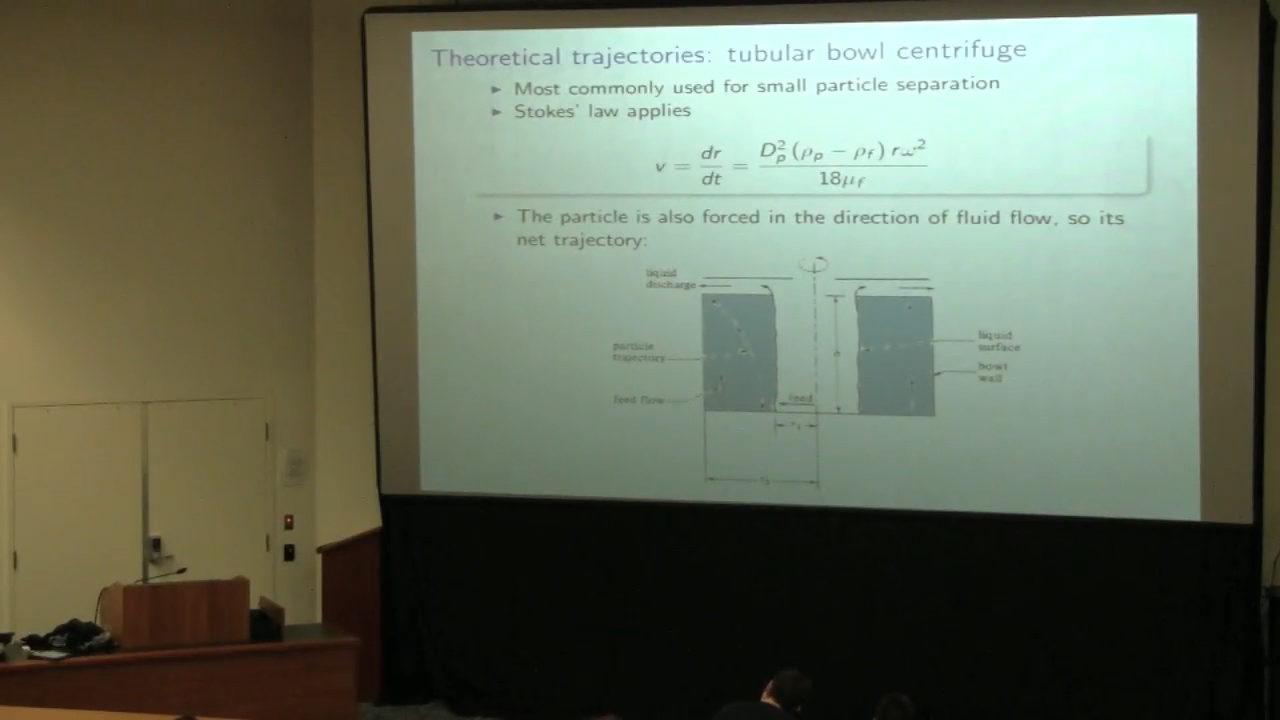 Theoretical trajectories: tubular bowl centrifuge
► Most commonly used for small particle separation
► Stokes' law applies
v = dr/dt = D_p^2 (ρ_p − ρ_f) r ω^2 / 18μ_f
► The particle is also forced in the direction of fluid flow, so its
net trajectory:
liquid
discharge
particle
trajectory
feed flow
feed
liquid
surface
bowl
wall
r₁